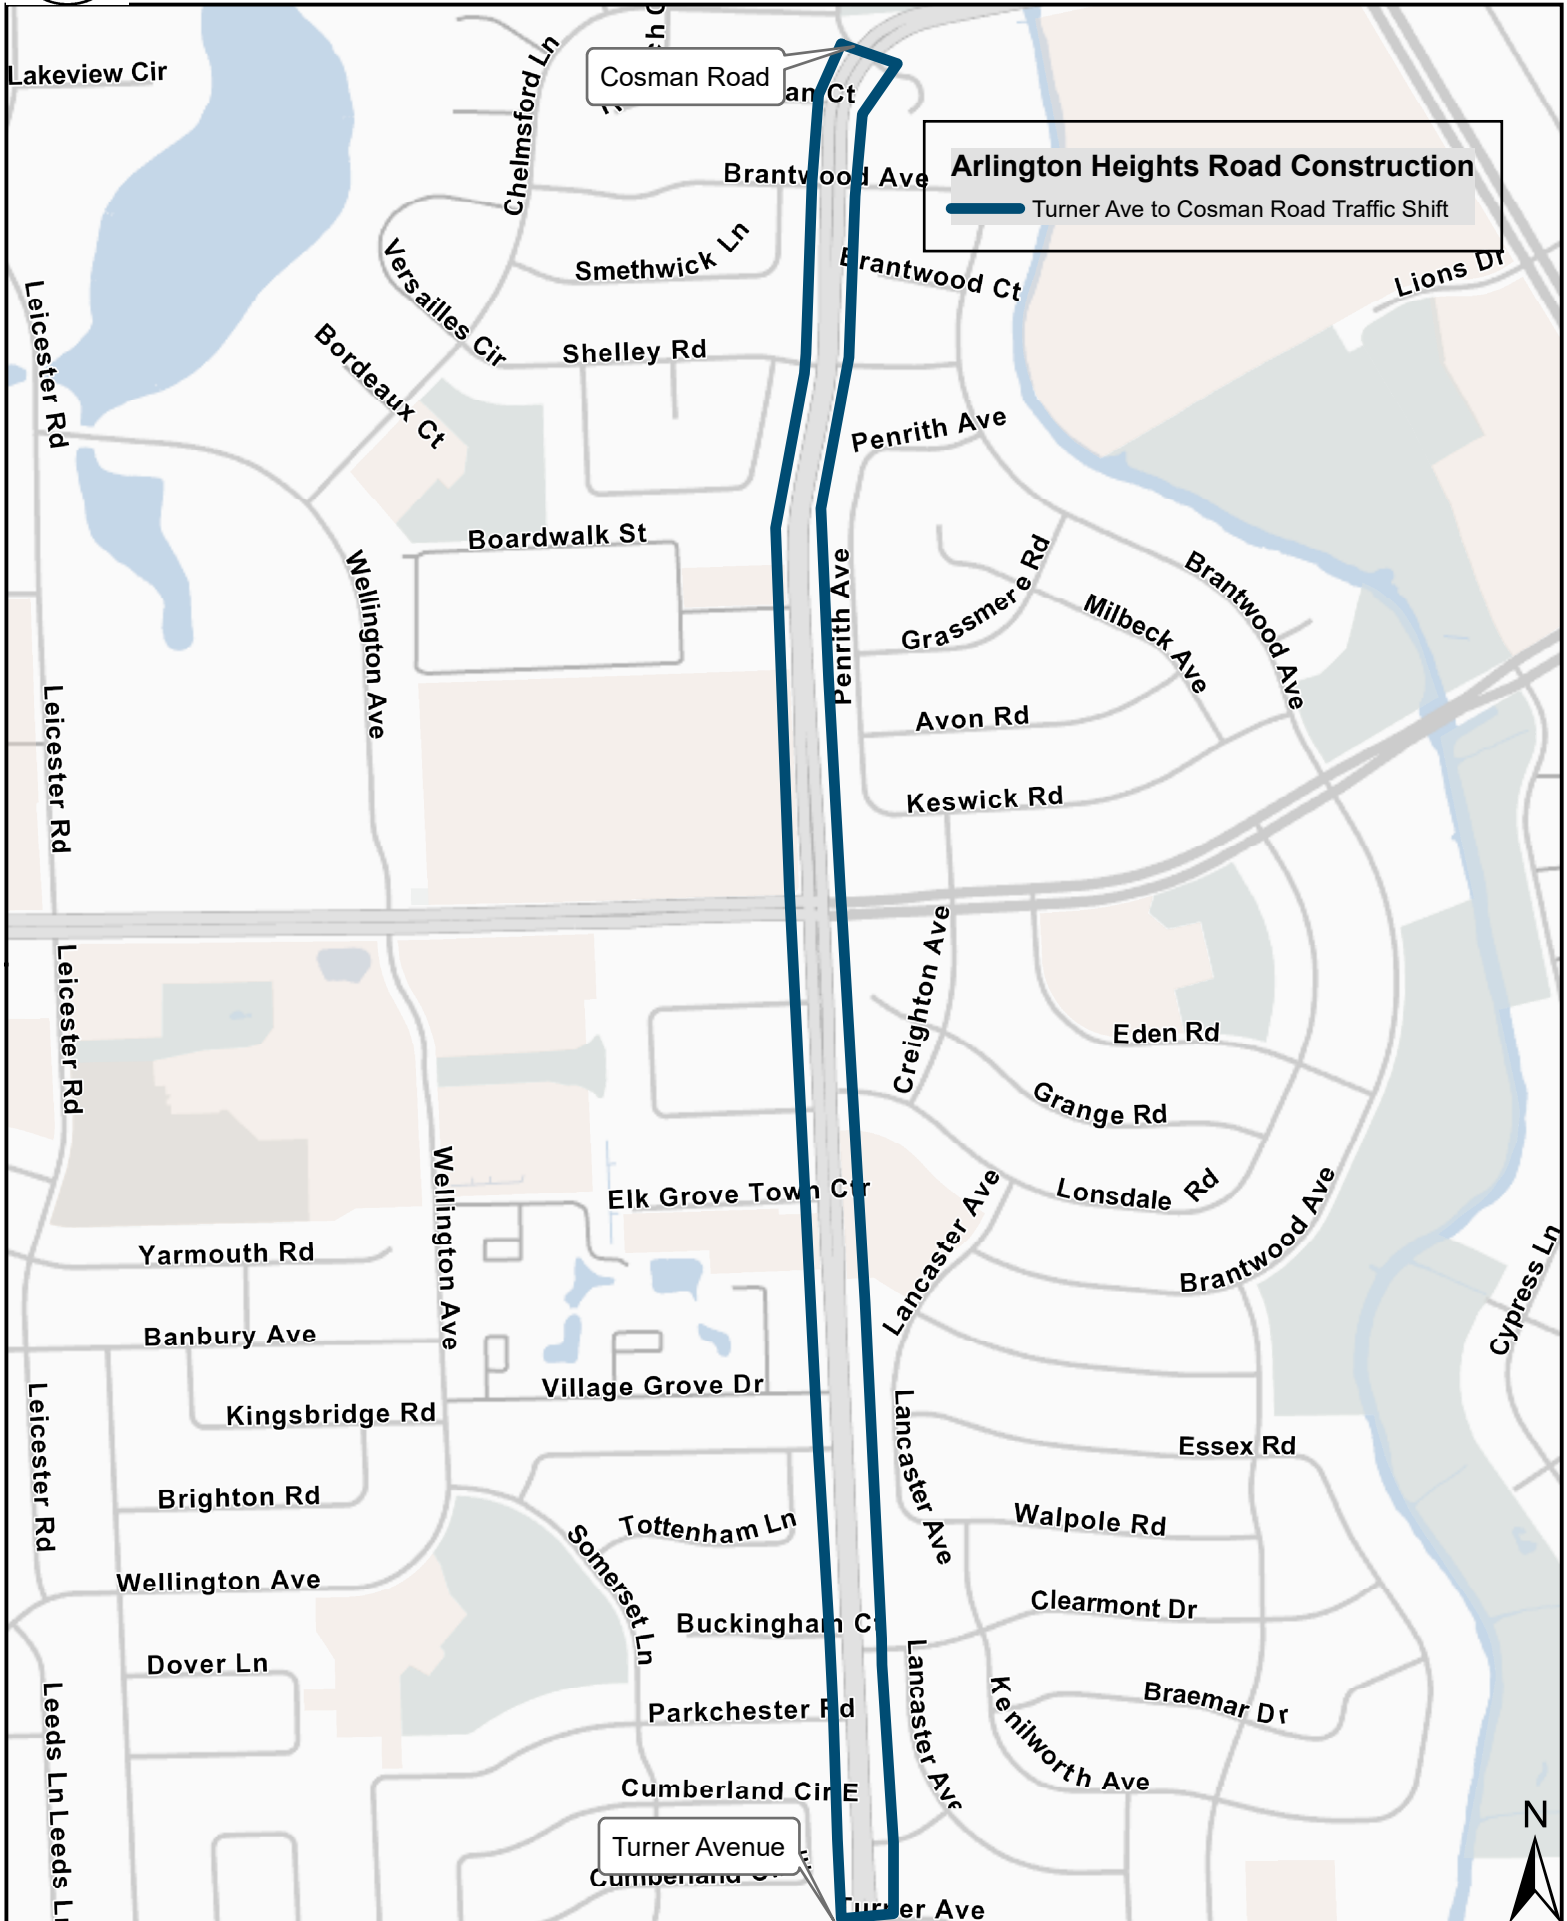 Lakeview Cir
Chelmsford Ln
Cosman Road
Arlington Heights Road Construction
Turner Ave to Cosman Road Traffic Shift
Brantwood Ave
Smethwick Ln
Brantwood Ct
Lions Dr
Versailles Cir
Leicester Rd
Bordeaux Ct
Shelley Rd
Penrith Ave
Boardwalk St
Wellington Ave
Penrith Ave
Grassmere Rd
Milbeck Ave
Brantwood Ave
Leicester Rd
Avon Rd
Keswick Rd
Leicester Rd
Creighton Ave
Eden Rd
Grange Rd
Wellington Ave
Elk Grove Town Ctr
Lancaster Ave
Lonsdale Rd
Brantwood Ave
Cypress Ln
Yarmouth Rd
Banbury Ave
Village Grove Dr
Leicester Rd
Kingsbridge Rd
Lancaster Ave
Essex Rd
Brighton Rd
Tottenham Ln
Walpole Rd
Somerset Ln
Wellington Ave
Buckingham Ct
Clearmont Dr
Dover Ln
Lancaster Ave
Leeds Ln
Parkchester Rd
Kenilworth Ave
Braemar Dr
Cumberland Cir E
Leeds Ln
Turner Avenue
Cumberland
N
Turner Ave